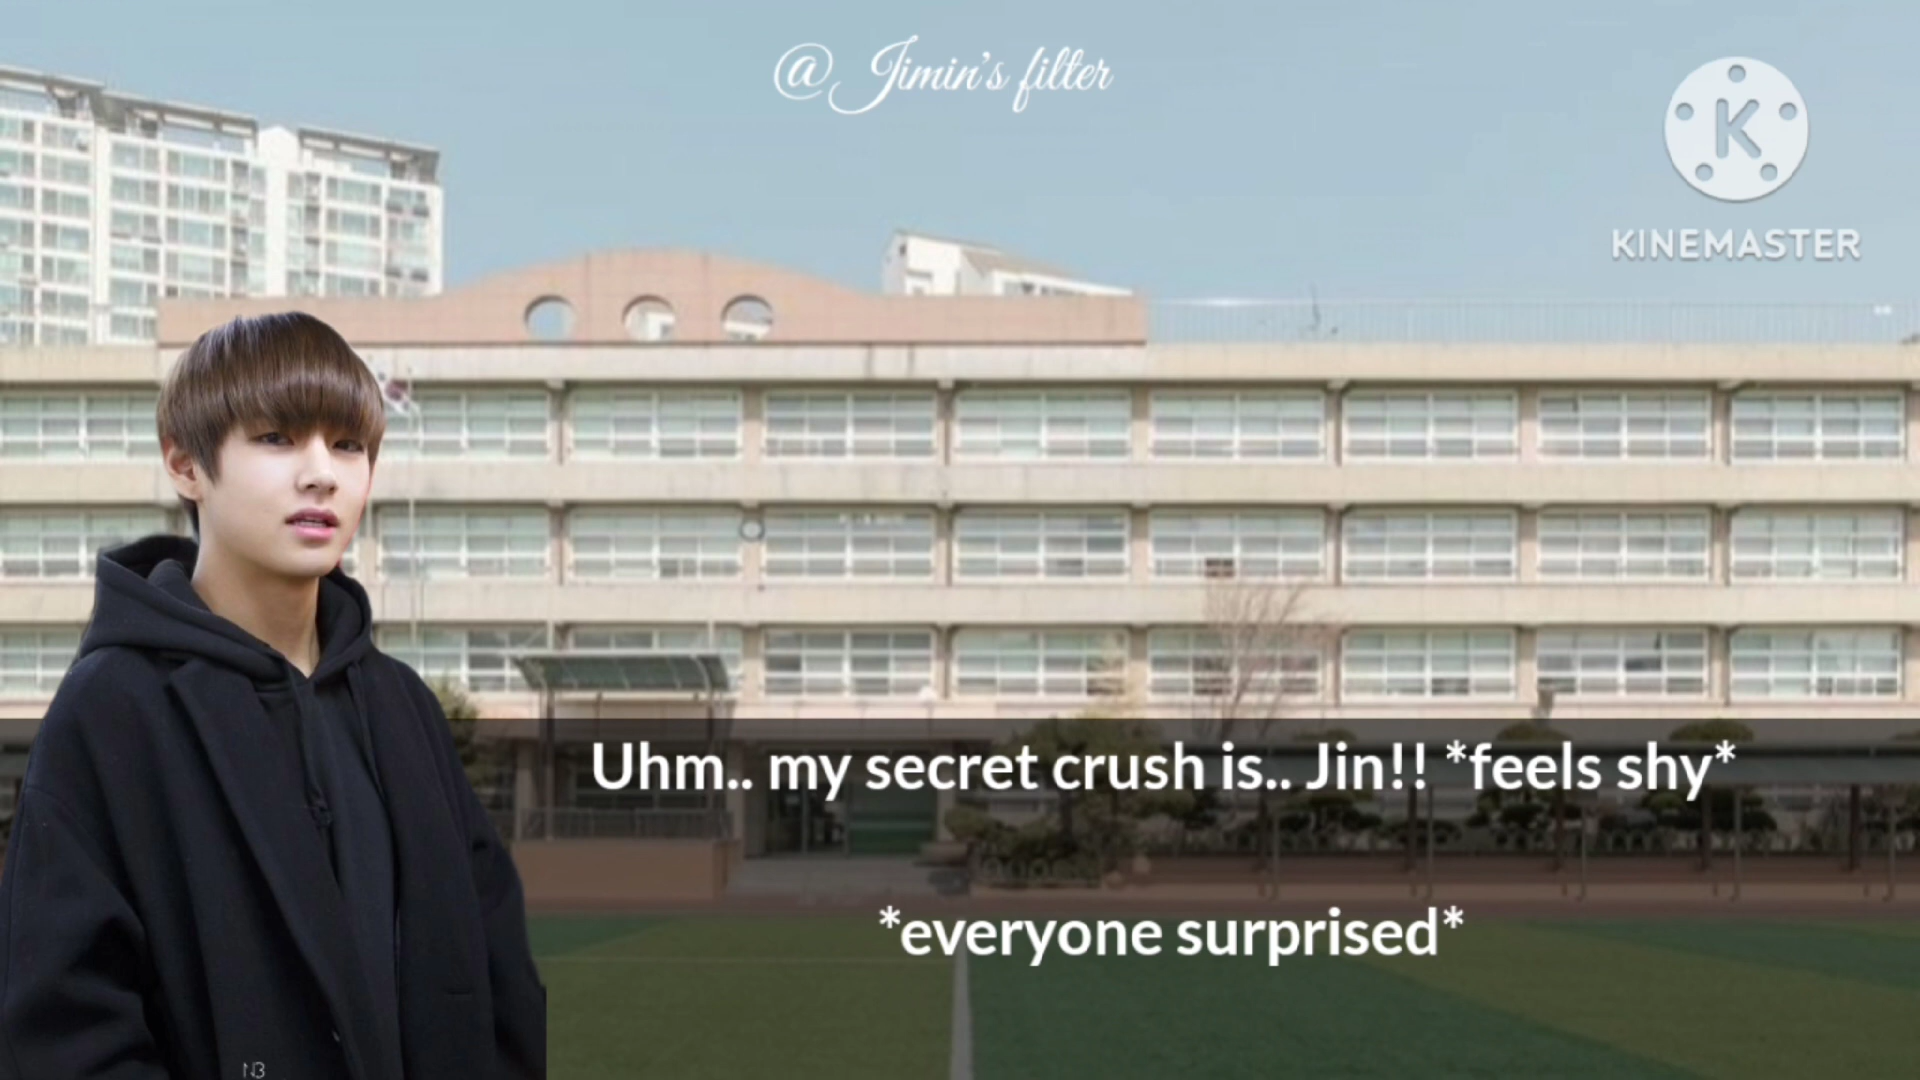 @ Jimin's filter
K
KINEMASTER
Uhm.. my secret crush is.. Jin!! *feels shy*
*everyone surprised*